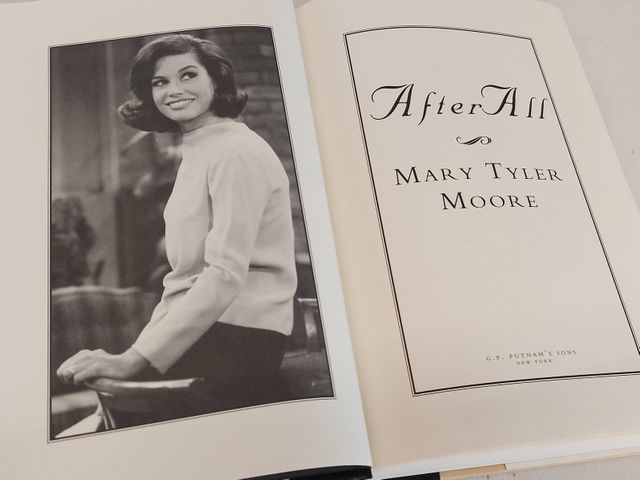 After All
MARY TYLER
MOORE
G.P. PUTNAM'S SONS
NEW YORK